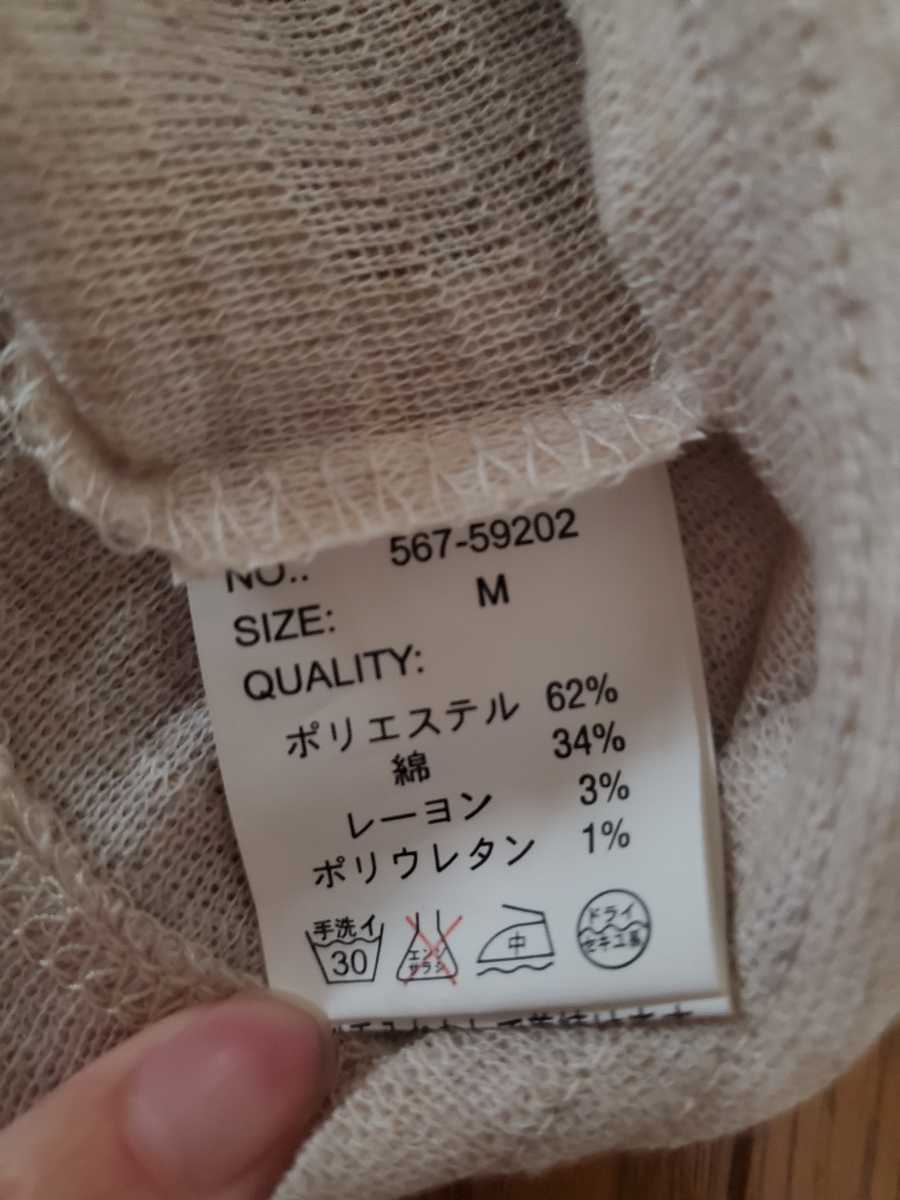 NO.: 567-59202
SIZE: M
QUALITY:
ポリエステル 62%
綿 34%
レーヨン 3%
ポリウレタン 1%
手洗イ 30
エンソ サラシ
中
ドライ セキユ系